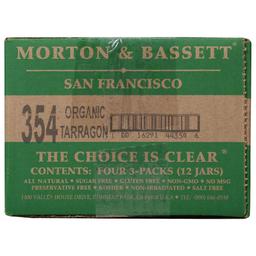 MORTON & BASSETT
SAN FRANCISCO
354 ORGANIC
TARRAGON
THE CHOICE IS CLEAR
CONTENTS: FOUR 3-PACKS (12 JARS)
ALL NATURAL • SUGAR FREE • GLUTEN FREE • NON-GMO • NO MSG
PRESERVATIVE FREE • KOSHER • NON-IRRADIATED • SALT FREE